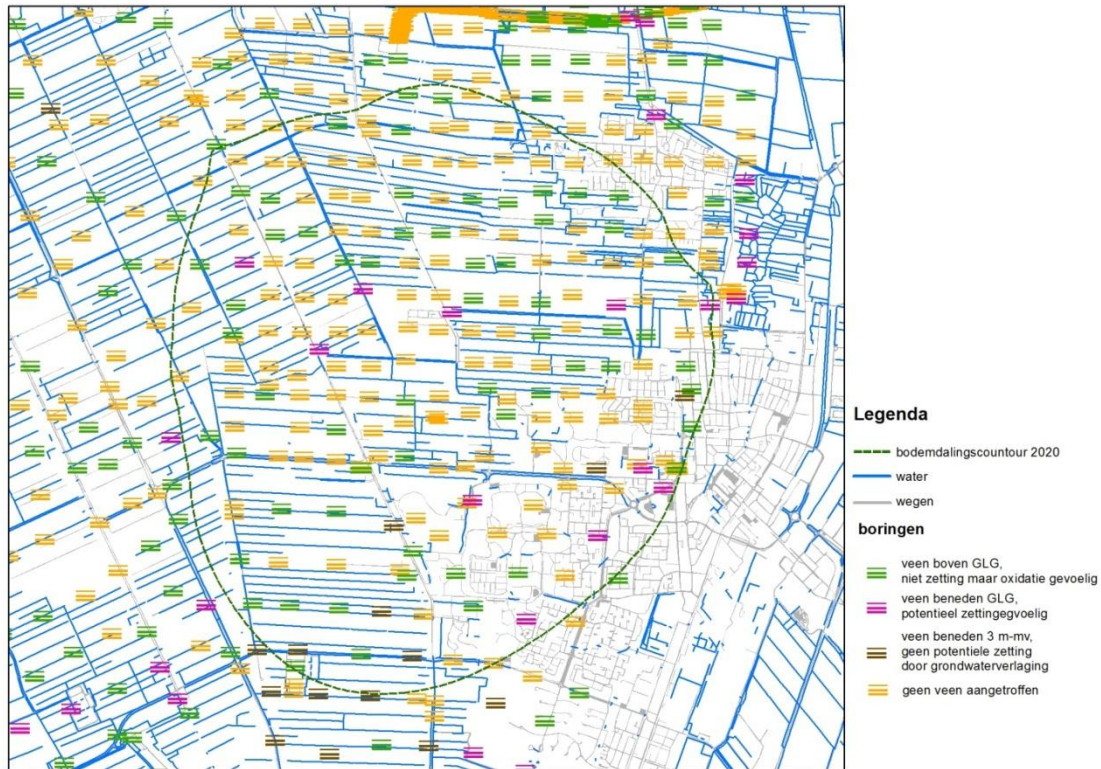 Legenda
bodemdalingscountour 2020
water
wegen
boringen
veen boven GLG,
niet zetting maar oxidatie gevoelig
veen beneden GLG,
potentieel zettingegvoelig
veen beneden 3 m-mv,
geen potentiele zetting
door grondwaterverlaging
geen veen aangetroffen